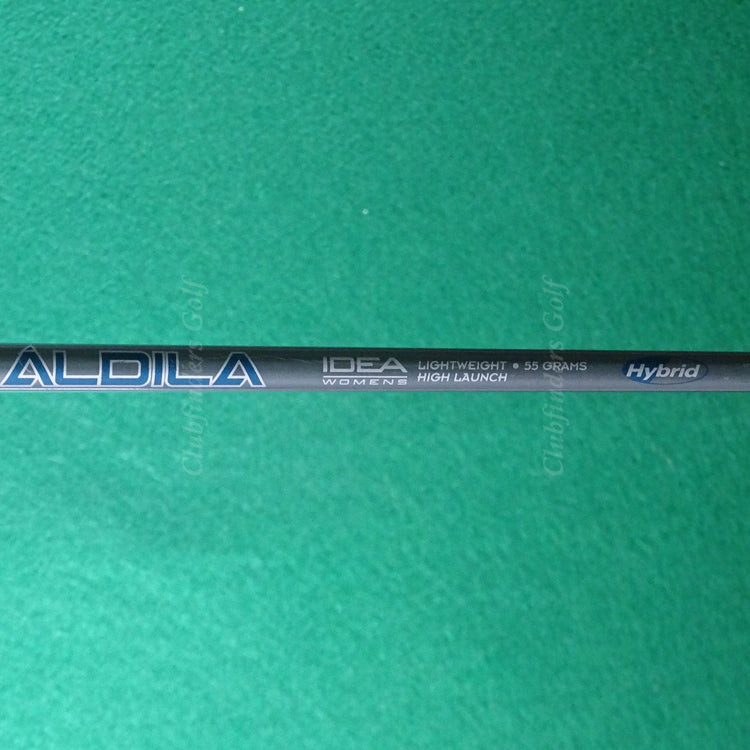 ALDILA
IDEA
WOMENS
LIGHTWEIGHT • 55 GRAMS
HIGH LAUNCH
Hybrid
Clubfinders Golf
Clubfinders Golf